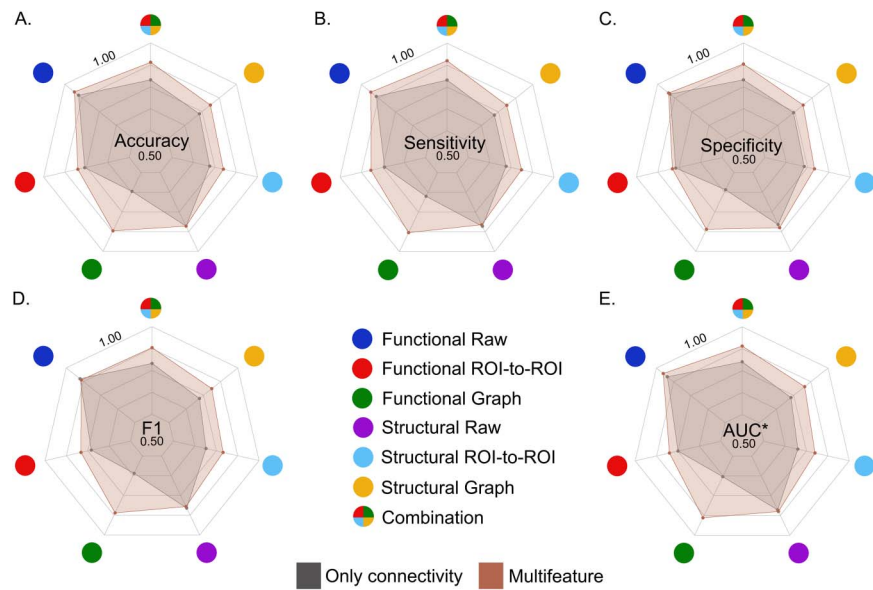 A.
1.00
Accuracy
0.50
B.
1.00
Sensitivity
0.50
C.
1.00
Specificity
0.50
D.
1.00
F1
0.50
Functional Raw
Functional ROI-to-ROI
Functional Graph
Structural Raw
Structural ROI-to-ROI
Structural Graph
Combination
E.
1.00
AUC*
0.50
Only connectivity
Multifeature